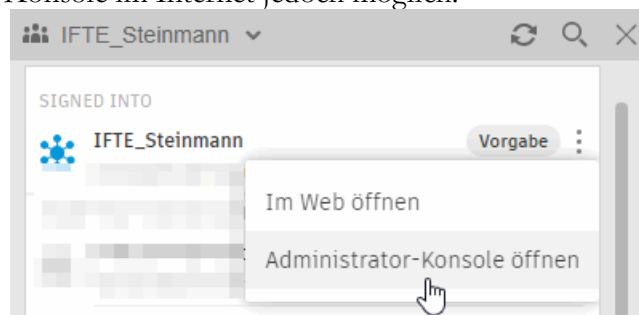 Konsole im Internet jedoch möglich.
IFTE_Steinmann
SIGNED INTO
IFTE_Steinmann
Vorgabe
Im Web öffnen
Administrator-Konsole öffnen